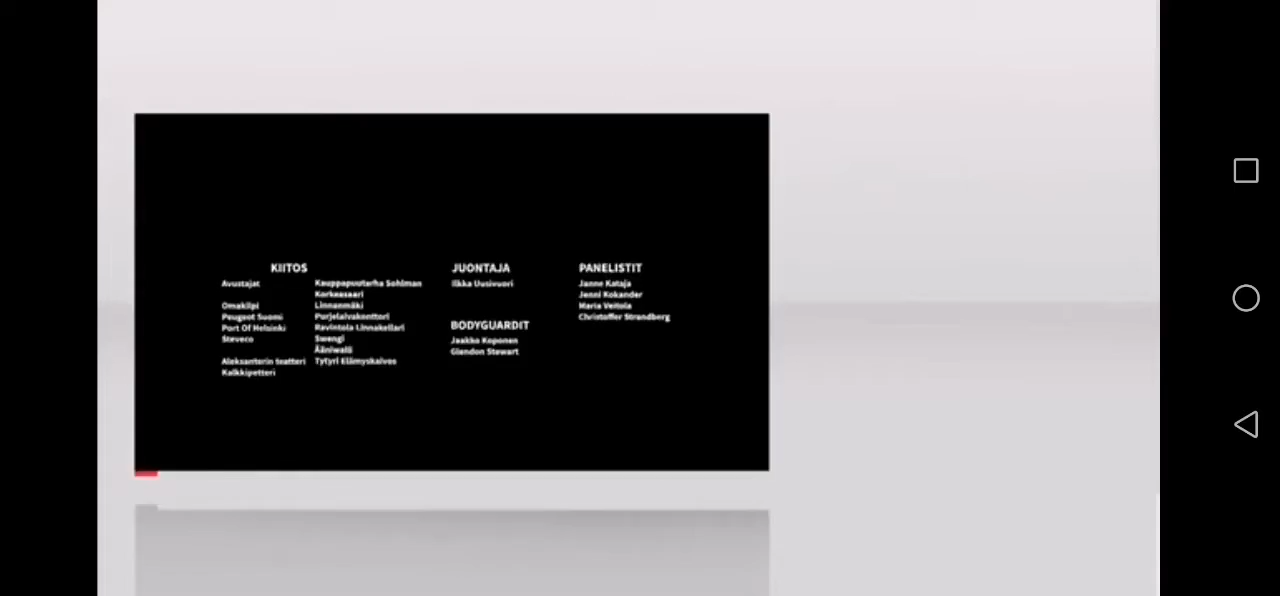 KIITOS
Avustajat
Omakiipi
Peugeot Suomi
Port Of Helsinki
Steveco
Aleksanterin teatteri
Kalkkipetteri
Kauppapuutarha Sohlman
Korkeasaari
Linnanmäki
Purjelaivakonttori
Ravintola Linnakellari
Swengi
Ääniwalli
Tytyri Elämyskaivos
JUONTAJA
Ilkka Uusivuori
BODYGUARDIT
Jaakko Koponen
Glendon Stewart
PANELISTIT
Janne Kataja
Jenni Kokander
Maria Veitola
Christoffer Strandberg